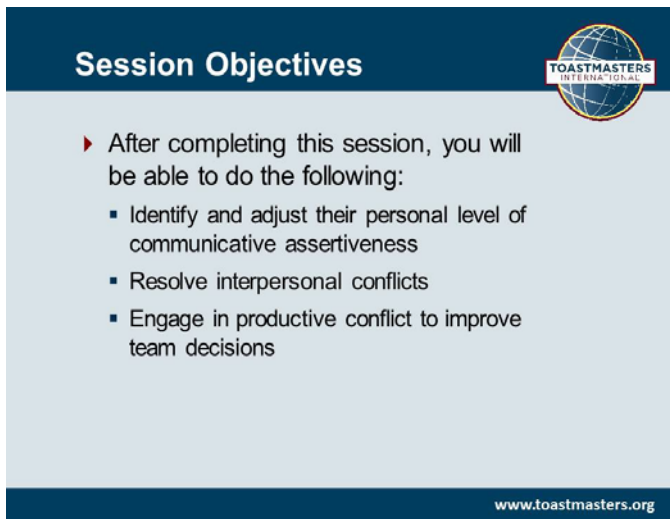 Session Objectives
TOASTMASTERS
INTERNATIONAL
After completing this session, you will
be able to do the following:
Identify and adjust their personal level of
communicative assertiveness
Resolve interpersonal conflicts
Engage in productive conflict to improve
team decisions
www.toastmasters.org